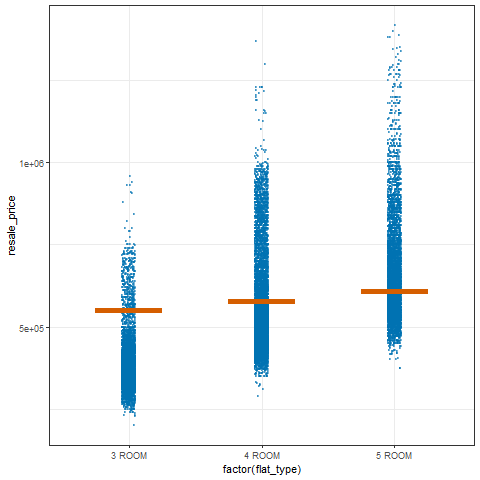 resale_price
1e+06
5e+05
3 ROOM 4 ROOM 5 ROOM
factor(flat_type)